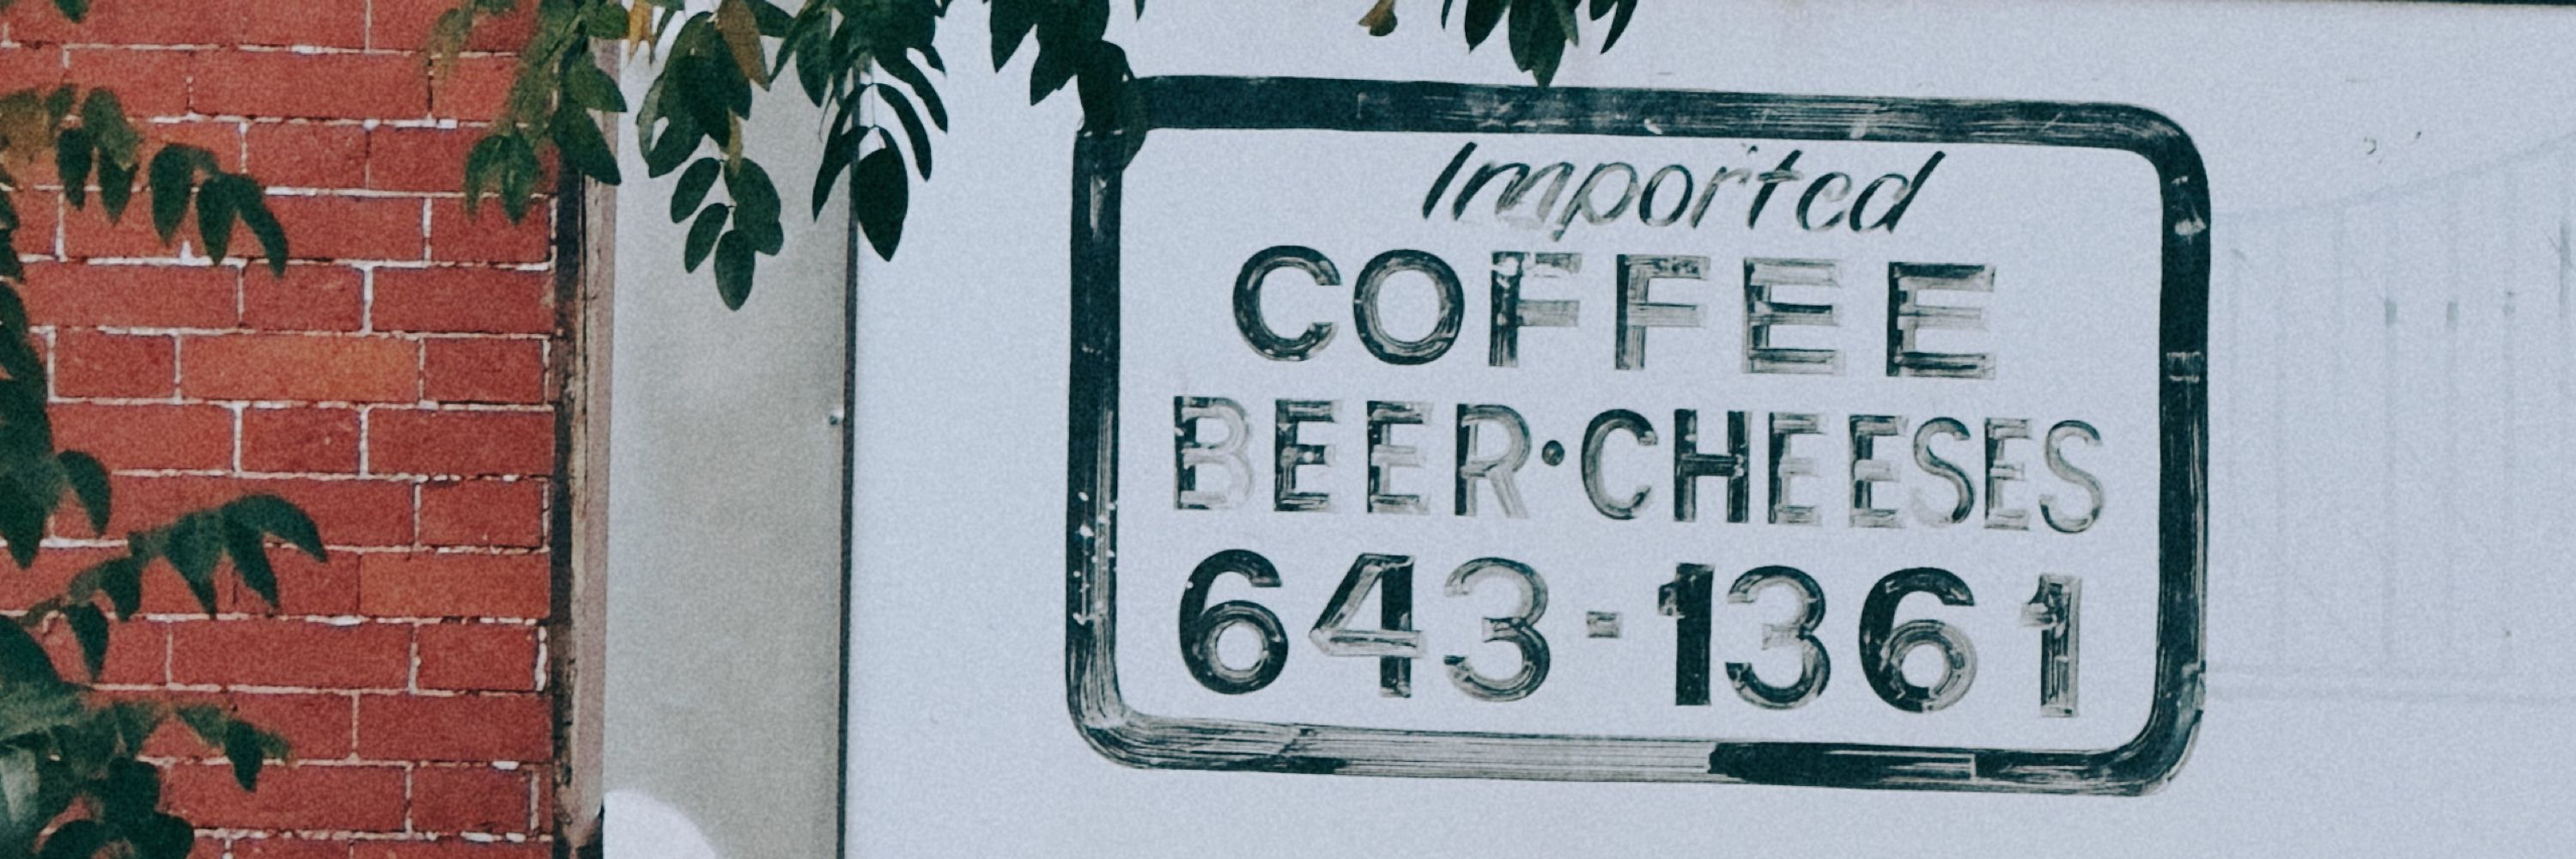 Imported
COFFEE
BEER·CHEESES
643-1361